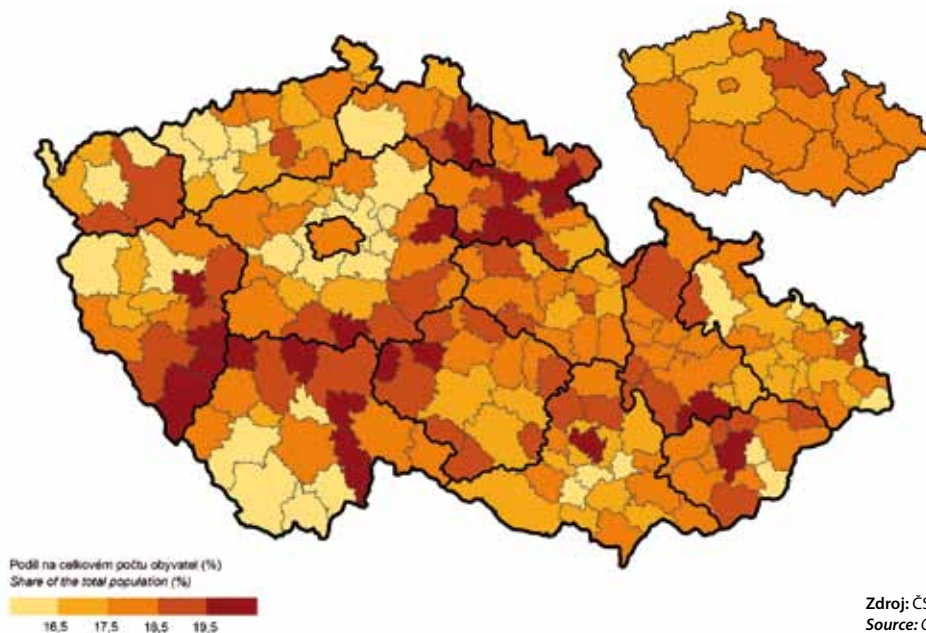 Podíl na celkovém počtu obyvatel (%)
Share of the total population (%)
16,5 17,5 18,5 19,5
Zdroj: ČS
Source: C